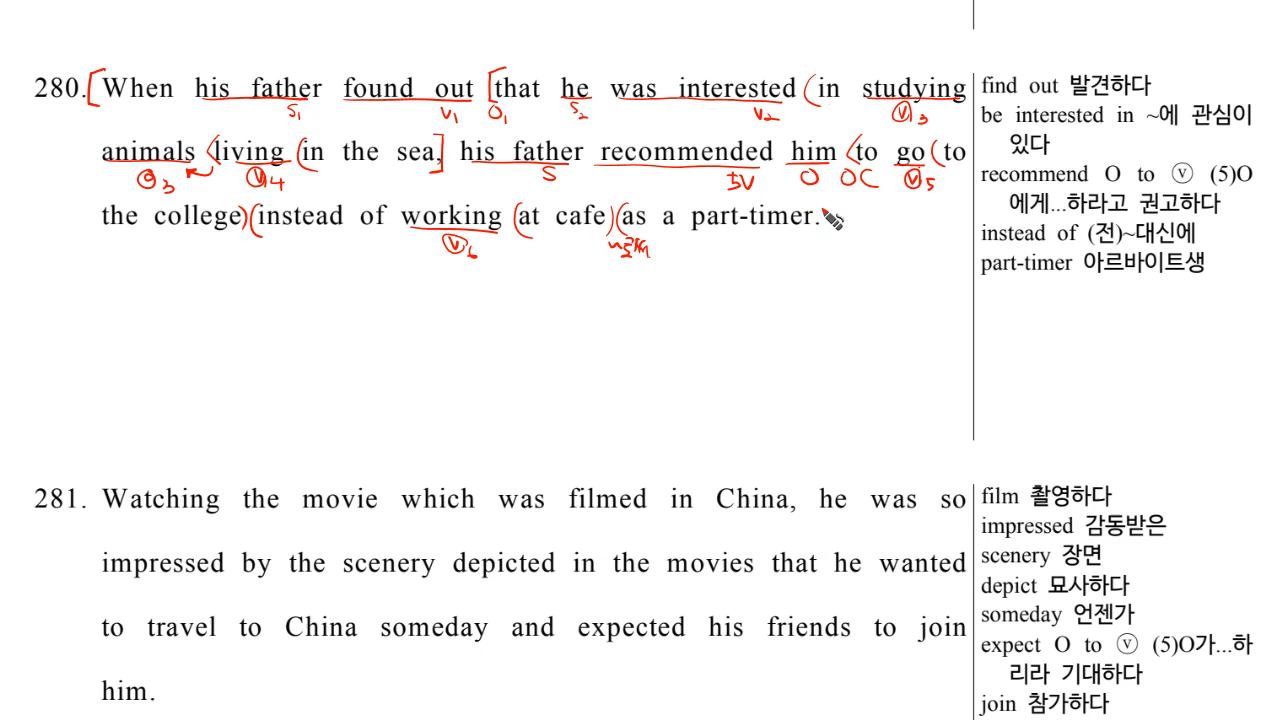 280. When his father found out that he was interested in studying
S1 V1 O1 S2 V2 ⓥ3
animals living in the sea, his father recommended him to go to
ⓥ4 S 5V O OC ⓥ5
the college instead of working at cafe as a part-timer.
ⓥ6
find out 발견하다
be interested in ~에 관심이
있다
recommend O to ⓥ (5)O
에게...하라고 권고하다
instead of (전)~대신에
part-timer 아르바이트생
281. Watching the movie which was filmed in China, he was so
impressed by the scenery depicted in the movies that he wanted
to travel to China someday and expected his friends to join
him.
film 촬영하다
impressed 감동받은
scenery 장면
depict 묘사하다
someday 언젠가
expect O to ⓥ (5)O가...하
리라 기대하다
join 참가하다